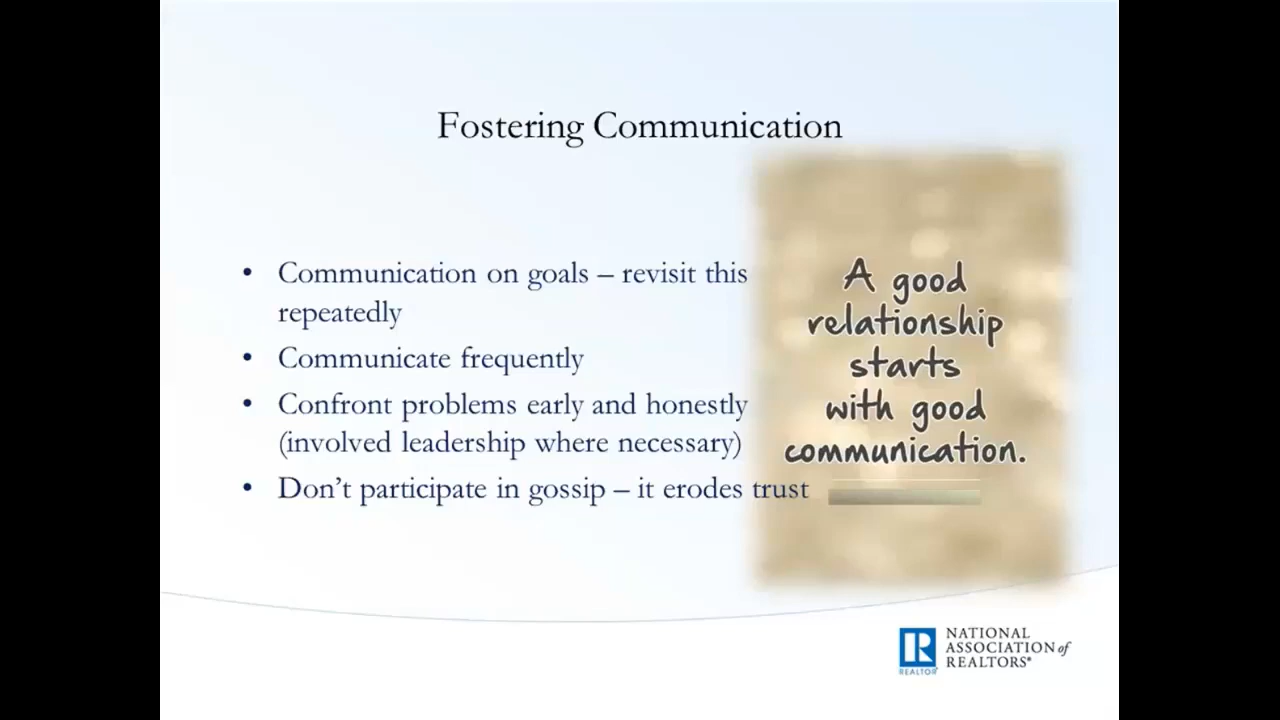 Fostering Communication
• Communication on goals – revisit this
repeatedly
• Communicate frequently
• Confront problems early and honestly
(involved leadership where necessary)
• Don’t participate in gossip – it erodes trust
A good
relationship
starts
with good
communication.
REALTOR®
NATIONAL
ASSOCIATION of
REALTORS®